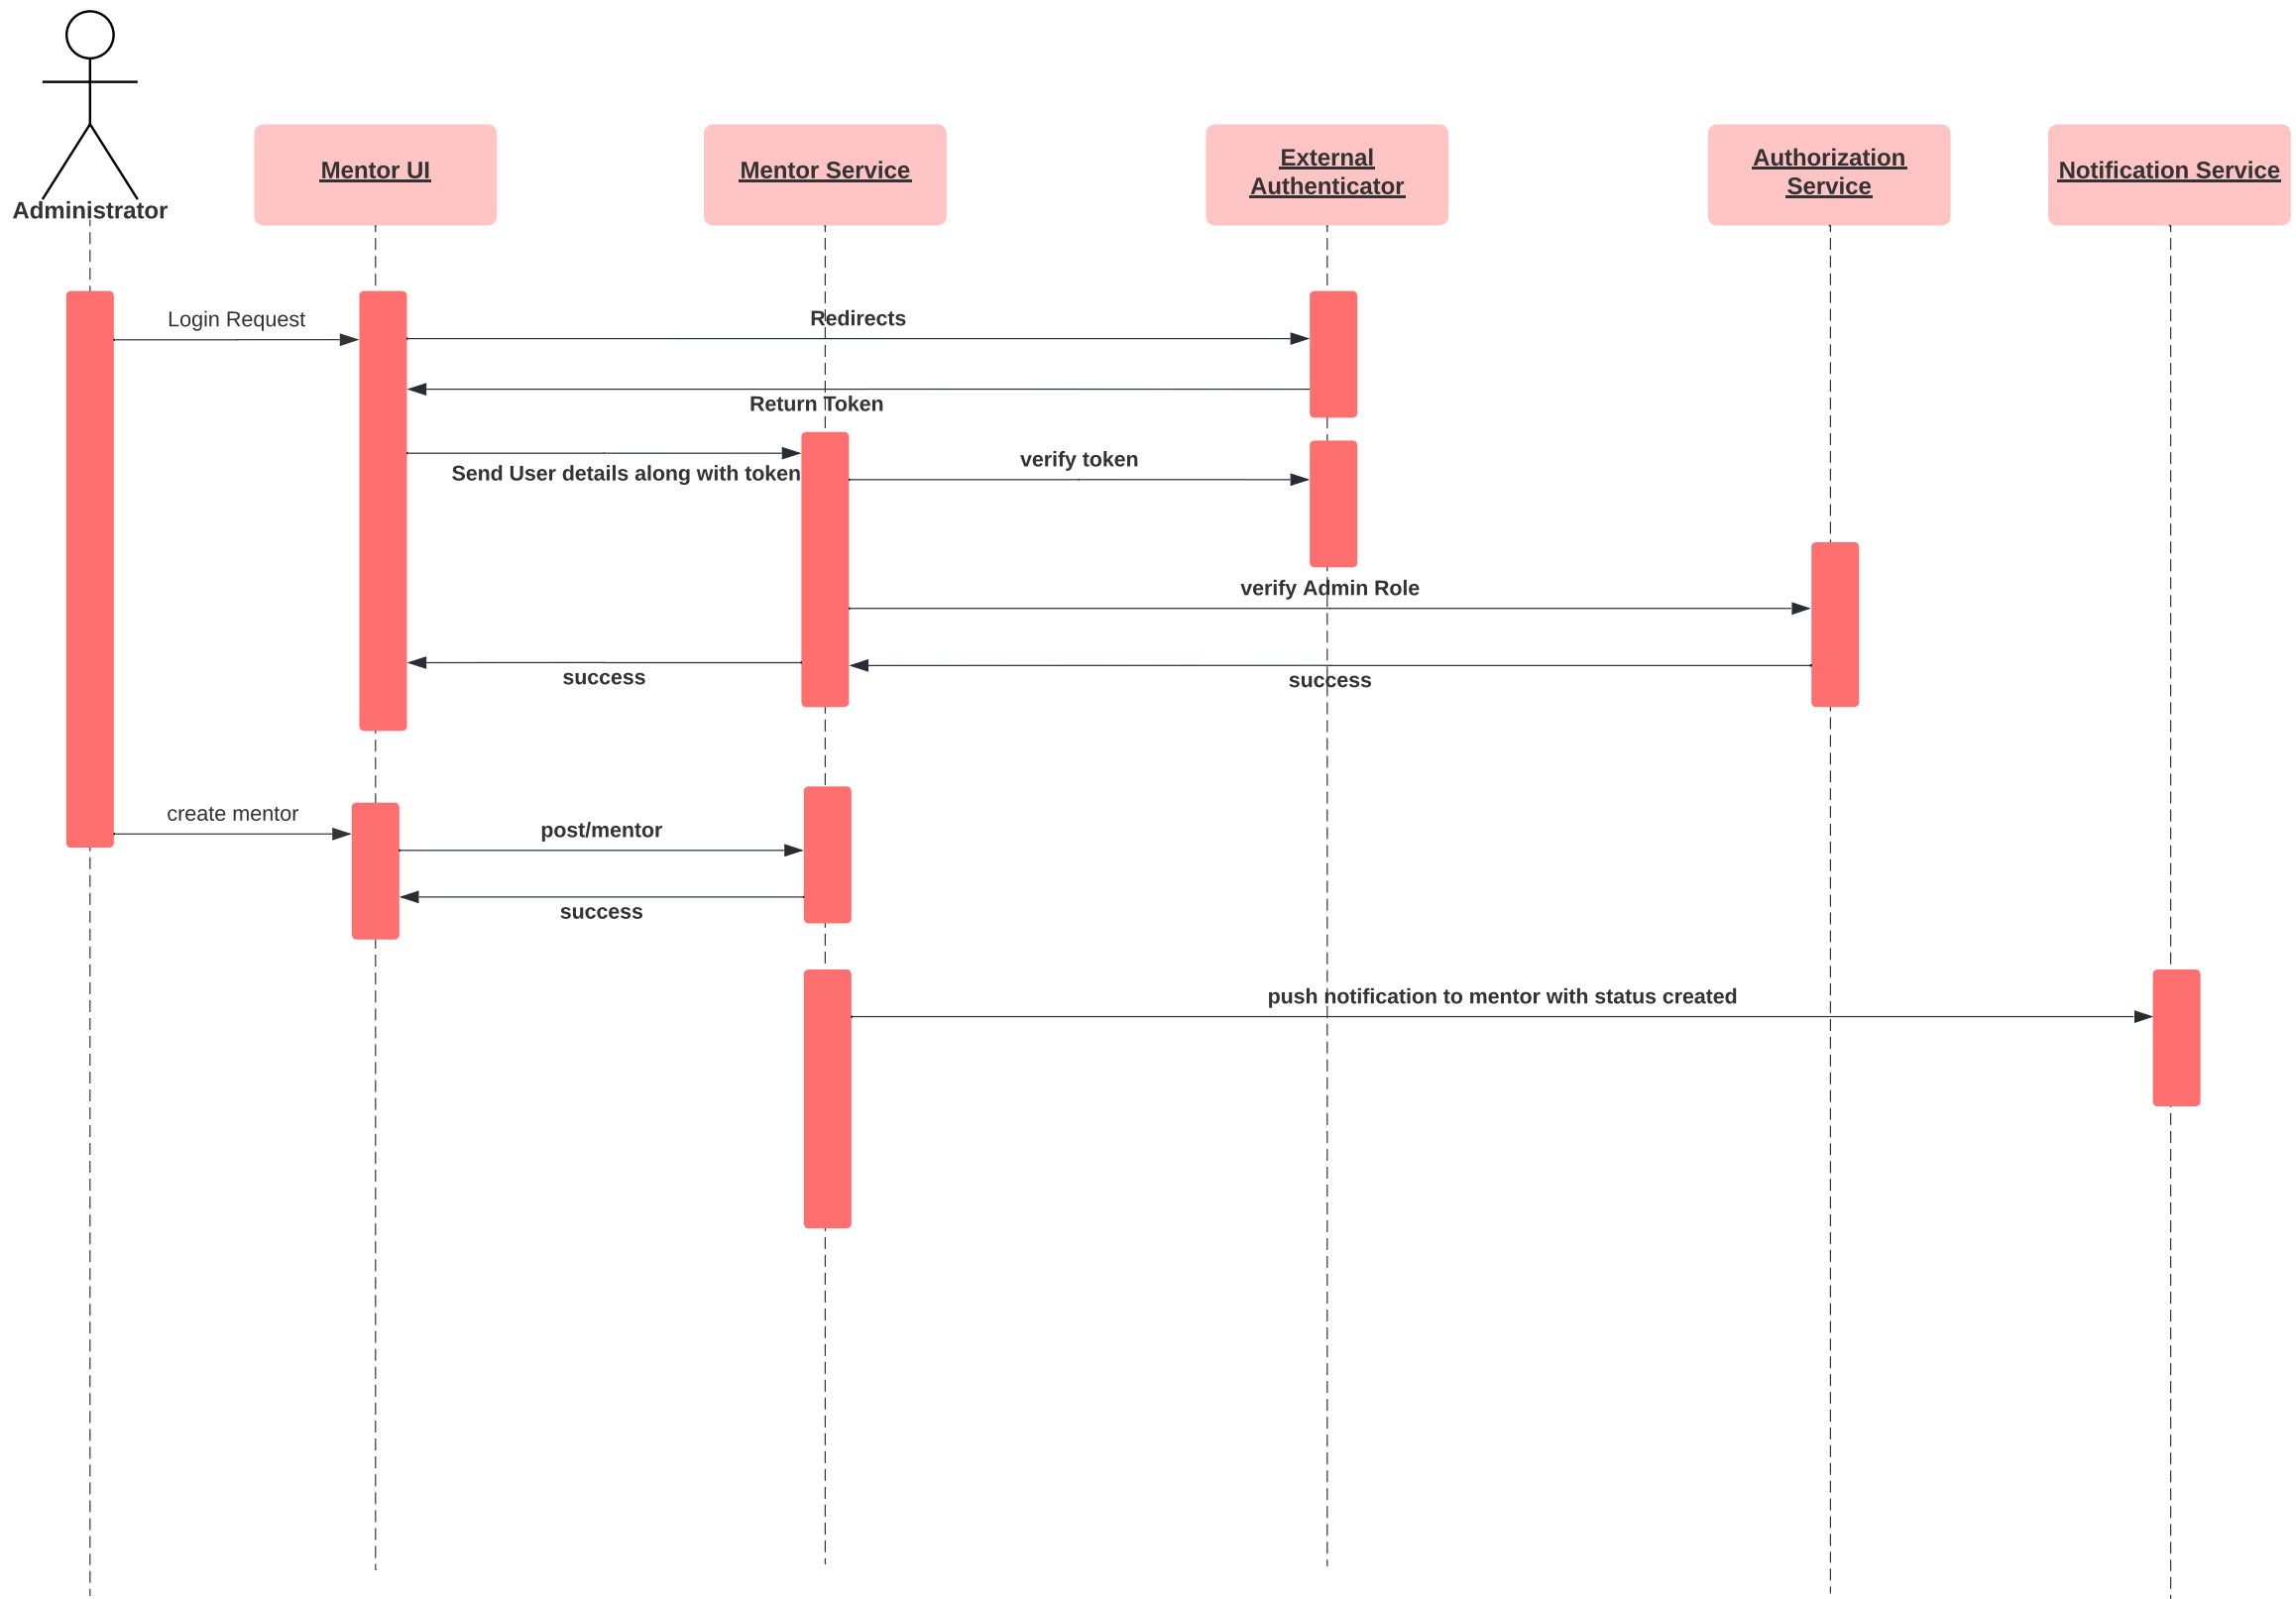 Administrator
Mentor UI
Mentor Service
External
Authenticator
Authorization
Service
Notification Service
Login Request
Redirects
Return Token
Send User details along with token
verify token
verify Admin Role
success
success
create mentor
post/mentor
success
push notification to mentor with status created